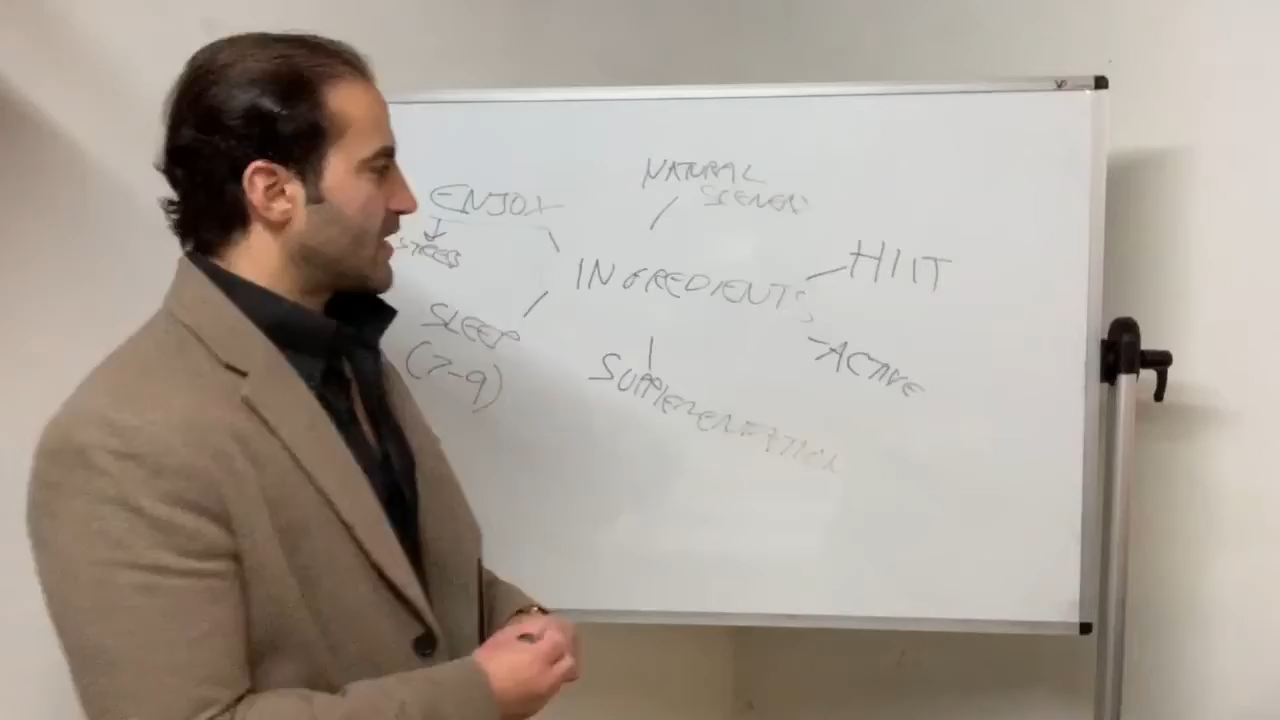 NATURAL
SCENERY
ENJOY
↓
STRESS
INGREDIENTS
HIIT
SLEEP
(7-9)
-ACTIVE
SUPPLEMENTATION